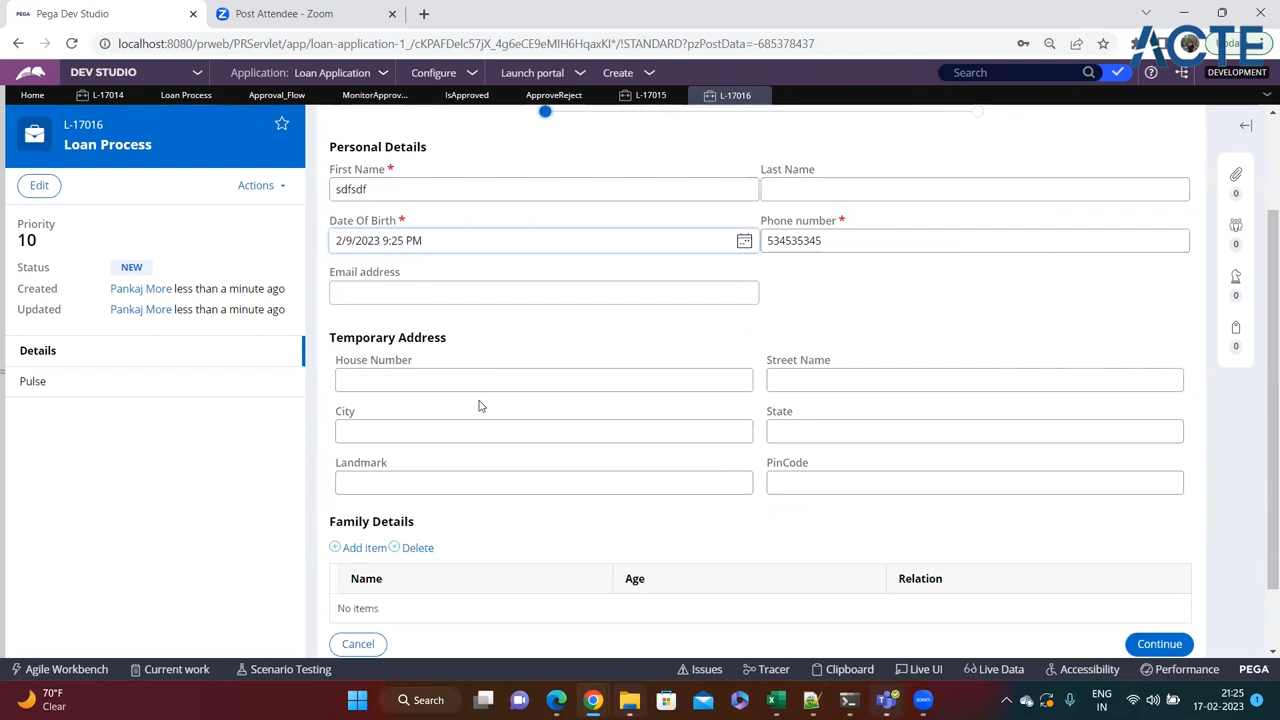 Pega Dev Studio
Post Attendee - Zoom
localhost:8080/prweb/PRServlet/app/loan-application-1_/
!STANDARD?pzPostData=-685378437
ACTE
DEV STUDIO
Application: Loan Application
Configure
Launch portal
Create
Search
DEVELOPMENT
Home
L-17014
Loan Process
Approval_Flow
MonitorApprov...
IsApproved
ApproveReject
L-17015
L-17016
L-17016
Loan Process
Edit
Actions
Priority
10
Status NEW
Created Pankaj More less than a minute ago
Updated Pankaj More less than a minute ago
Details
Pulse
Personal Details
First Name *
Last Name
sdfsdf
Date Of Birth *
Phone number *
2/9/2023 9:25 PM
534535345
Email address
Temporary Address
House Number
Street Name
City
State
Landmark
PinCode
Family Details
Add item
Delete
Name
Age
Relation
No items
Cancel
Continue
0
0
0
0
Agile Workbench
Current work
Scenario Testing
Issues
Tracer
Clipboard
Live UI
Live Data
Accessibility
Performance
PEGA
70°F
Clear
Search
ENG
IN
21:25
17-02-2023